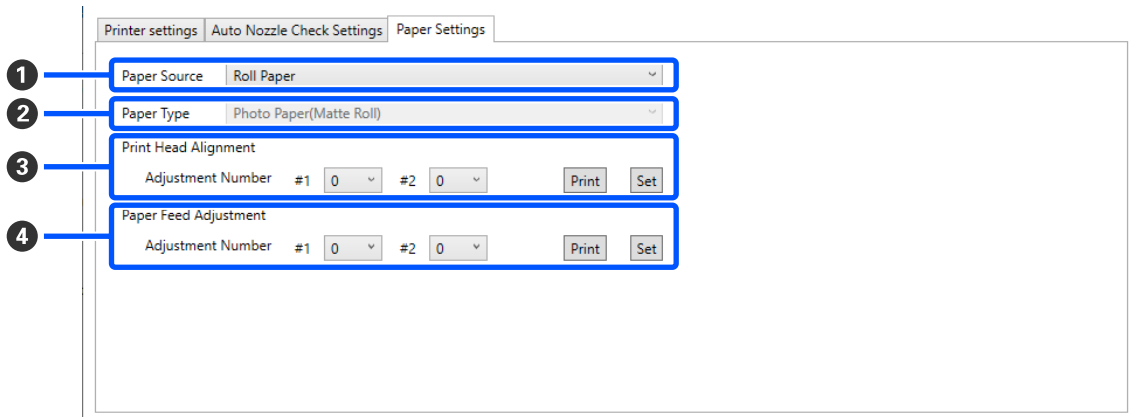 Printer settings Auto Nozzle Check Settings Paper Settings
1 Paper Source Roll Paper
2 Paper Type Photo Paper(Matte Roll)
Print Head Alignment
3 Adjustment Number #1 0 #2 0 Print Set
Paper Feed Adjustment
4 Adjustment Number #1 0 #2 0 Print Set